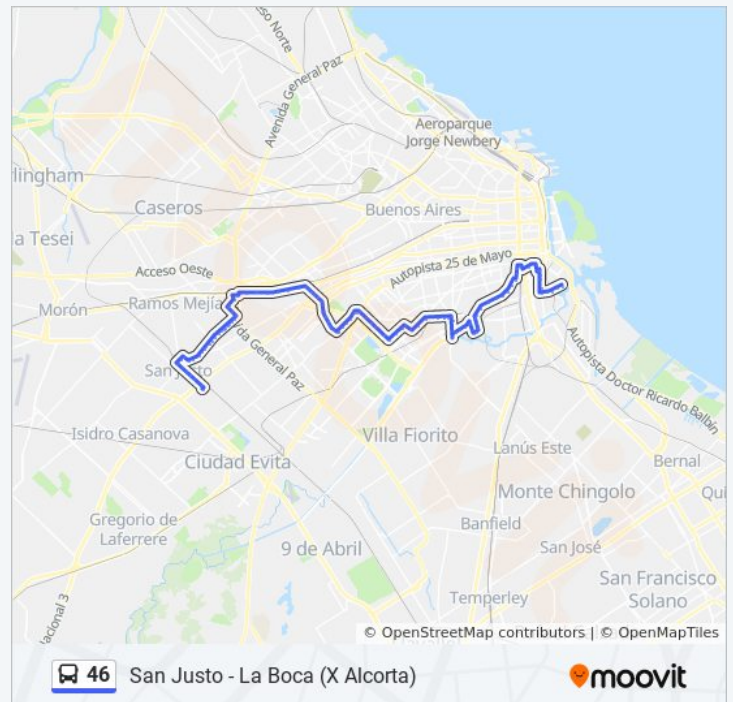 ceso Norte
Avenida General Paz
Aeroparque
Jorge Newbery
rlingham
Caseros
Buenos Aires
la Tesei
Acceso Oeste
Autopista 25 de Mayo
Morón
Ramos Mejía
da General Paz
San Justo
Autopista Doctor Ricardo Balbín
Isidro Casanova
Villa Fiorito
Lanús Este
Ciudad Evita
Bernal
Monte Chingolo
Qui
Gregorio de
Laferrere
Banfield
9 de Abril
San José
San Francisco
Solano
Temperley
Nacional 3
© OpenStreetMap contributors | © OpenMapTiles
46 San Justo - La Boca (X Alcorta)
moovit